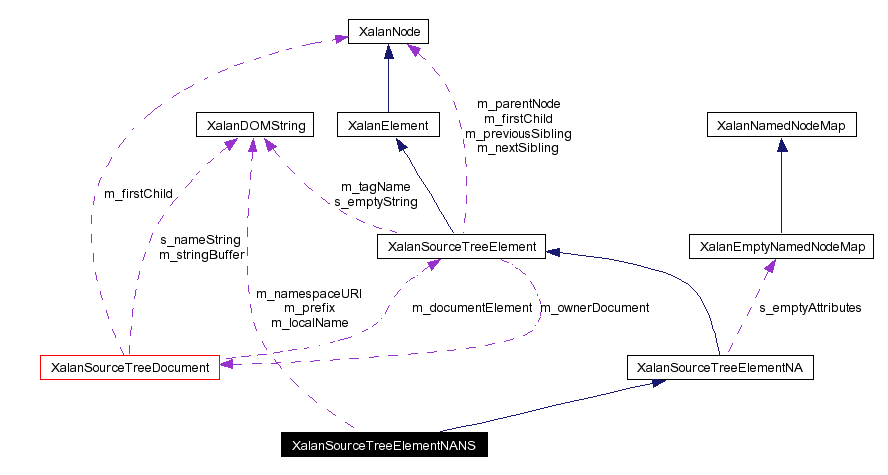 XalanNode
m_parentNode
m_firstChild
m_previousSibling
m_nextSibling
XalanDOMString
XalanElement
XalanNamedNodeMap
m_firstChild
m_tagName
s_emptyString
s_nameString
m_stringBuffer
XalanSourceTreeElement
XalanEmptyNamedNodeMap
m_namespaceURI
m_prefix
m_localName
m_documentElement
m_ownerDocument
s_emptyAttributes
XalanSourceTreeDocument
XalanSourceTreeElementNA
XalanSourceTreeElementNANS